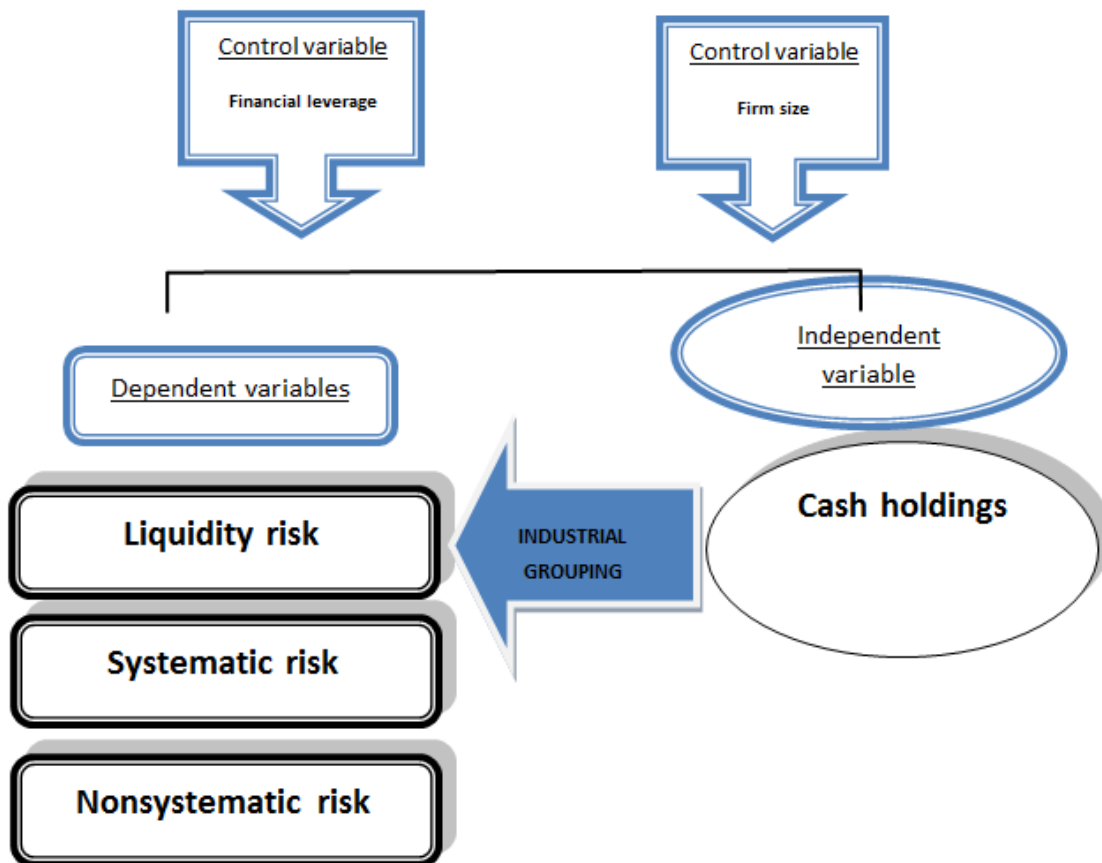 Control variable
Financial leverage
Control variable
Firm size
Dependent variables
Independent
variable
Liquidity risk
Systematic risk
Nonsystematic risk
INDUSTRIAL
GROUPING
Cash holdings